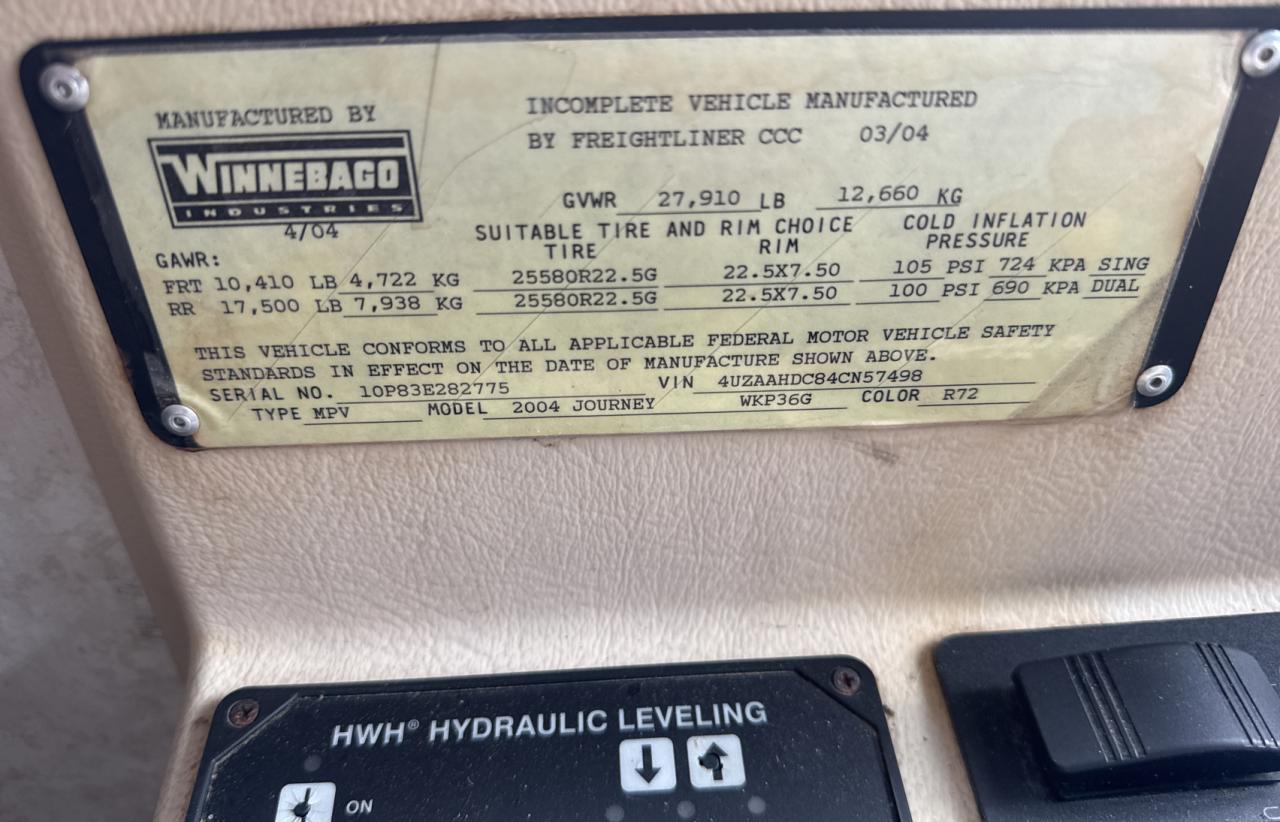 MANUFACTURED BY
WINNEBAGO
INDUSTRIES
4/04
INCOMPLETE VEHICLE MANUFACTURED
BY FREIGHTLINER CCC 03/04
GVWR 27,910 LB 12,660 KG
SUITABLE TIRE AND RIM CHOICE COLD INFLATION
TIRE RIM PRESSURE
GAWR:
FRT 10,410 LB 4,722 KG 25580R22.5G 22.5X7.50 105 PSI 724 KPA SING
RR 17,500 LB 7,938 KG 25580R22.5G 22.5X7.50 100 PSI 690 KPA DUAL
THIS VEHICLE CONFORMS TO ALL APPLICABLE FEDERAL MOTOR VEHICLE SAFETY
STANDARDS IN EFFECT ON THE DATE OF MANUFACTURE SHOWN ABOVE.
SERIAL NO. 10P83E282775 VIN 4UZAAHDC84CN57498
TYPE MPV MODEL 2004 JOURNEY WKP36G COLOR R72
HWH® HYDRAULIC LEVELING
ON